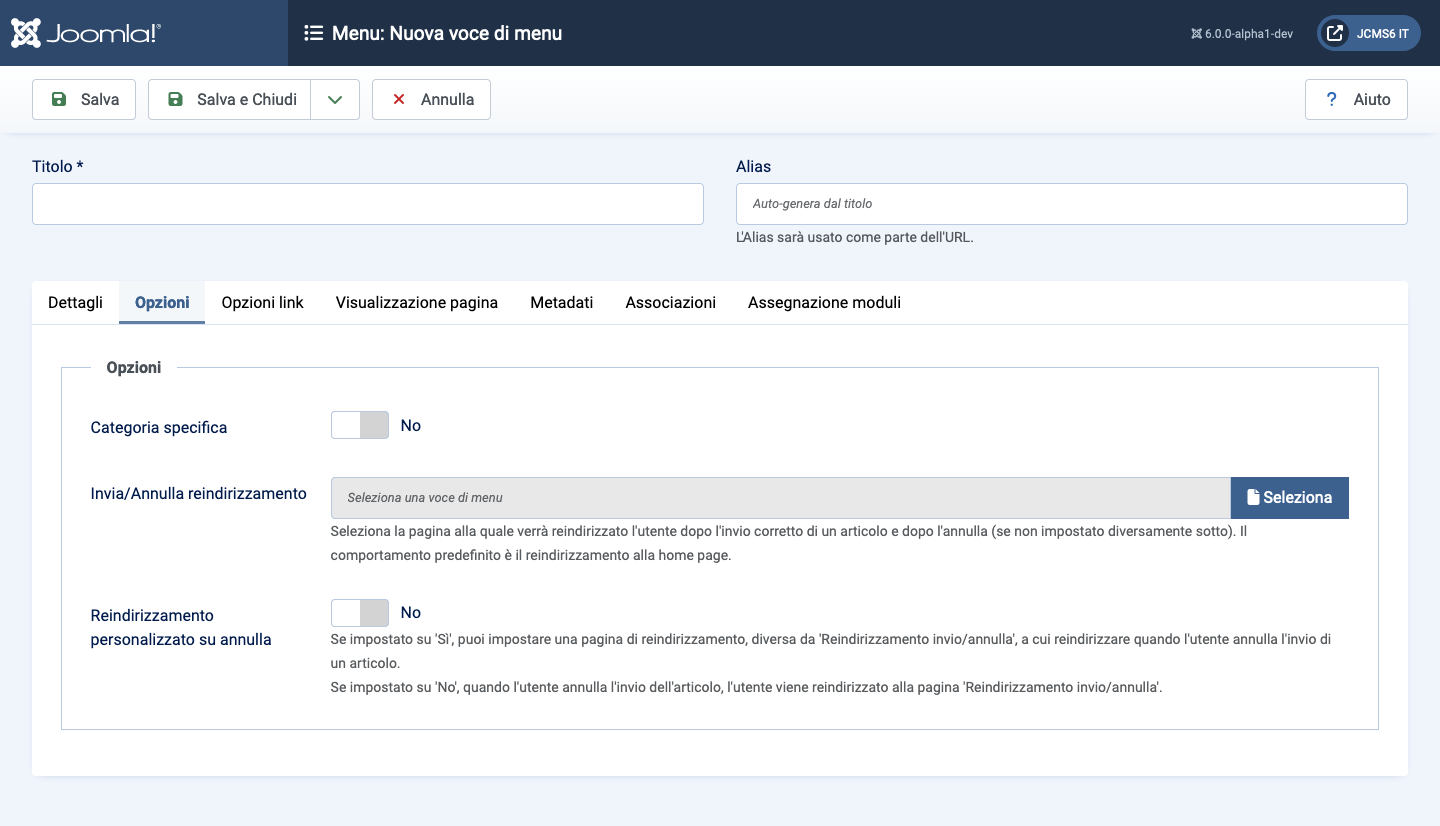 Joomla!®
Menu: Nuova voce di menu
6.0.0-alpha1-dev
JCMS6 IT
Salva
Salva e Chiudi
Annulla
? Aiuto
Titolo *
Alias
Auto-genera dal titolo
L'Alias sarà usato come parte dell'URL.
Dettagli
Opzioni
Opzioni link
Visualizzazione pagina
Metadati
Associazioni
Assegnazione moduli
Opzioni
Categoria specifica
No
Invia/Annulla reindirizzamento
Seleziona una voce di menu
Seleziona
Seleziona la pagina alla quale verrà reindirizzato l'utente dopo l'invio corretto di un articolo e dopo l'annulla (se non impostato diversamente sotto). Il
comportamento predefinito è il reindirizzamento alla home page.
Reindirizzamento
personalizzato su annulla
No
Se impostato su 'Sì', puoi impostare una pagina di reindirizzamento, diversa da 'Reindirizzamento invio/annulla', a cui reindirizzare quando l'utente annulla l'invio di
un articolo.
Se impostato su 'No', quando l'utente annulla l'invio dell'articolo, l'utente viene reindirizzato alla pagina 'Reindirizzamento invio/annulla'.